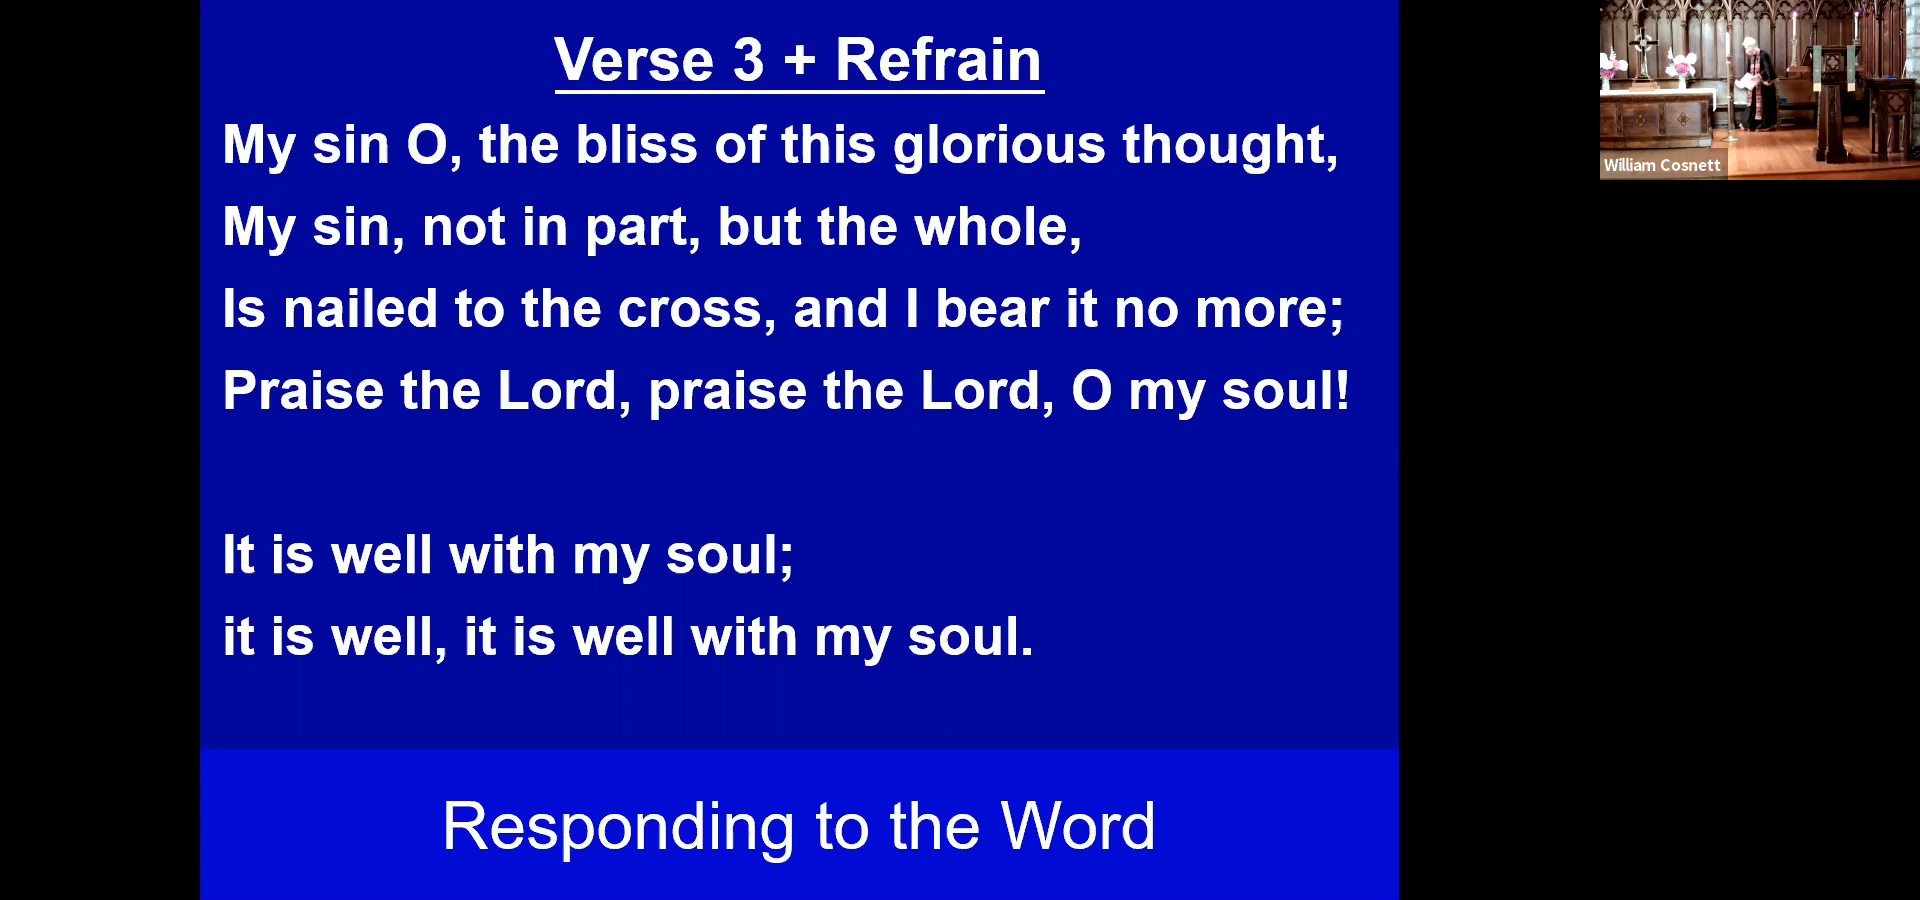 Verse 3 + Refrain
My sin O, the bliss of this glorious thought,
My sin, not in part, but the whole,
Is nailed to the cross, and I bear it no more;
Praise the Lord, praise the Lord, O my soul!
It is well with my soul;
it is well, it is well with my soul.
Responding to the Word
William Cosnett